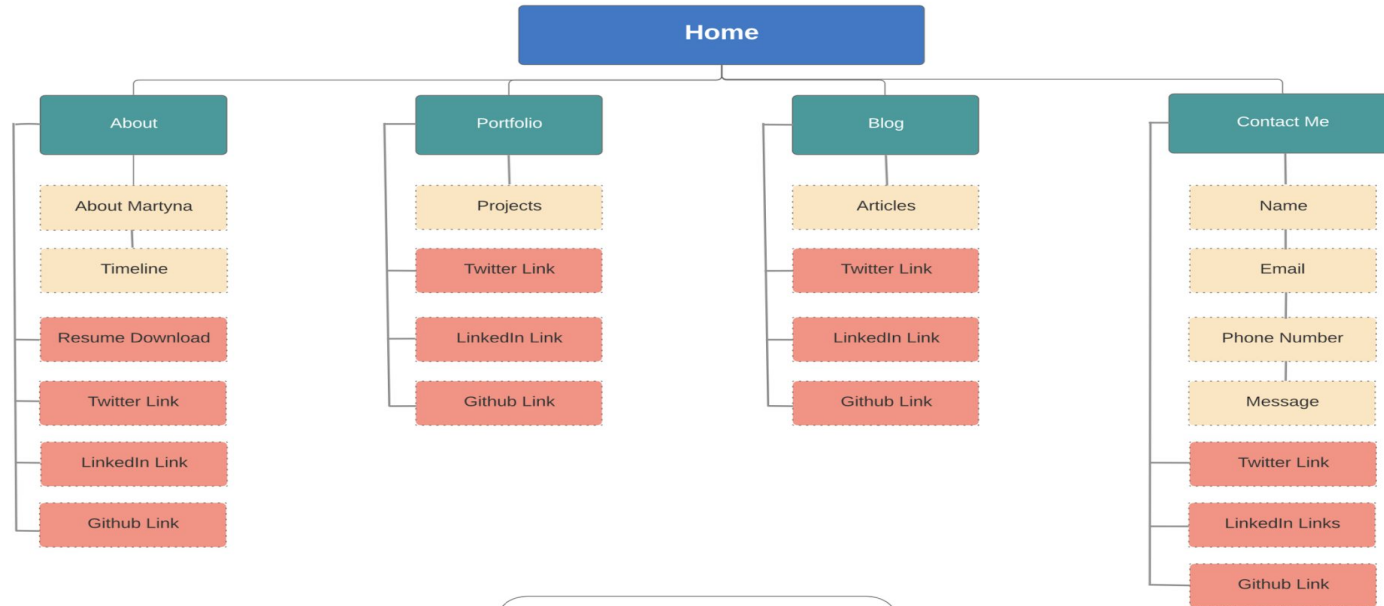 Home
About
Portfolio
Blog
Contact Me
About Martyna
Projects
Articles
Name
Timeline
Twitter Link
Twitter Link
Email
Resume Download
LinkedIn Link
LinkedIn Link
Phone Number
Twitter Link
Github Link
Github Link
Message
LinkedIn Link
Twitter Link
Github Link
LinkedIn Links
Github Link